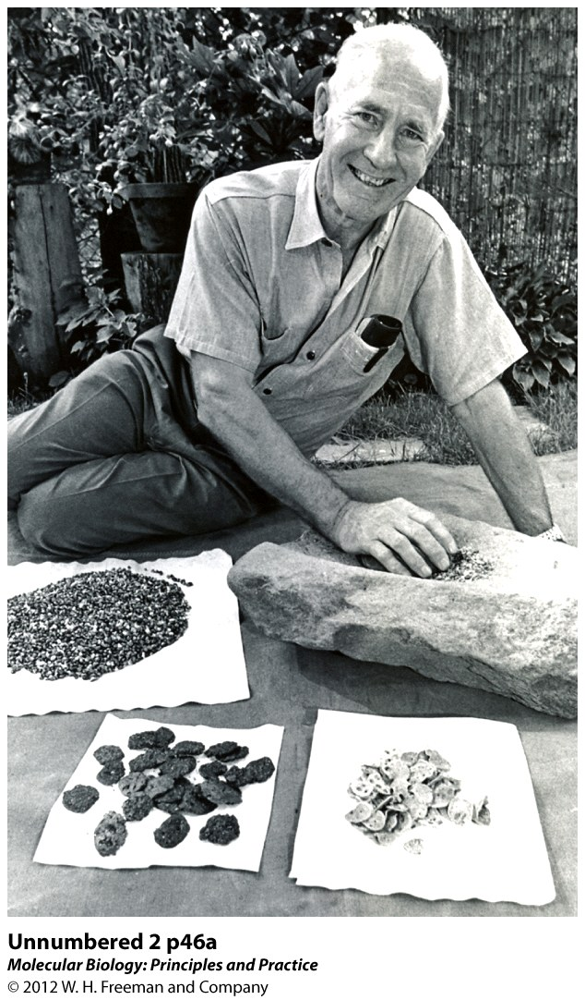 Unnumbered 2 p46a
Molecular Biology: Principles and Practice
© 2012 W. H. Freeman and Company